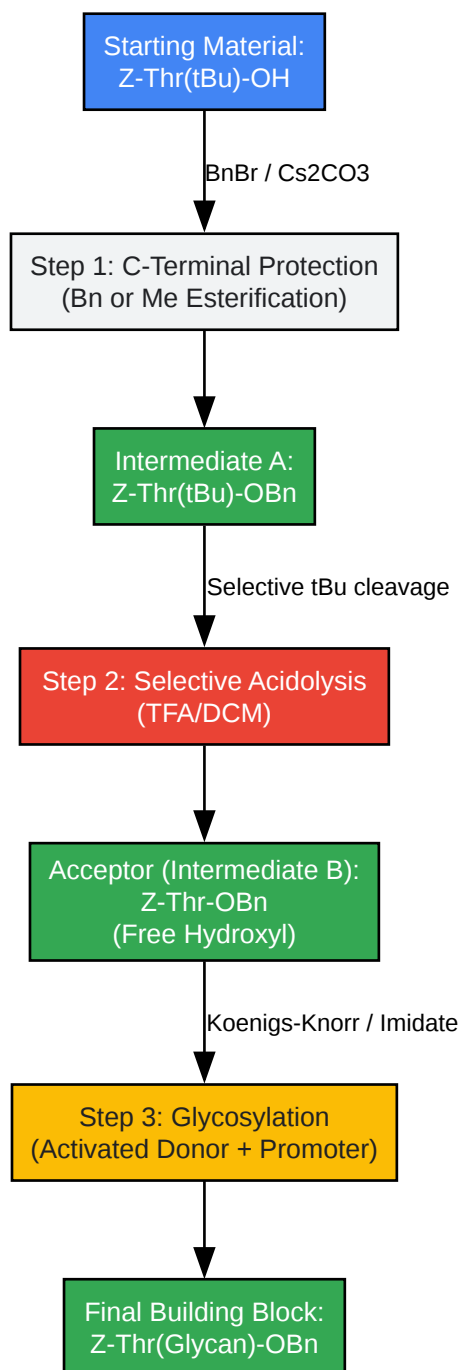 Starting Material:
Z-Thr(tBu)-OH
BnBr / Cs2CO3
Step 1: C-Terminal Protection
(Bn or Me Esterification)
Intermediate A:
Z-Thr(tBu)-OBn
Selective tBu cleavage
Step 2: Selective Acidolysis
(TFA/DCM)
Acceptor (Intermediate B):
Z-Thr-OBn
(Free Hydroxyl)
Koenigs-Knorr / Imidate
Step 3: Glycosylation
(Activated Donor + Promoter)
Final Building Block:
Z-Thr(Glycan)-OBn